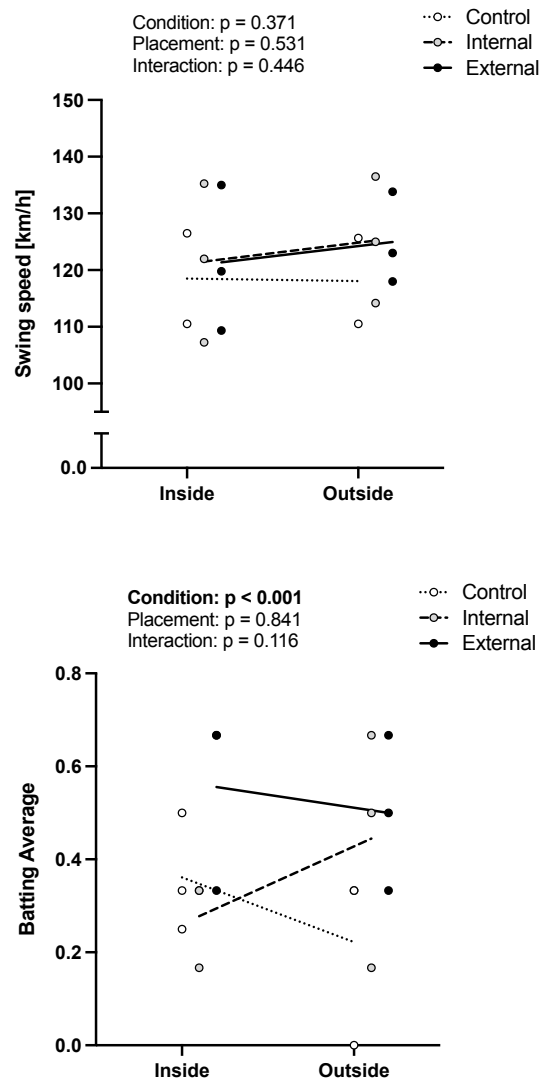 Condition: p = 0.371
Placement: p = 0.531
Interaction: p = 0.446
Control
Internal
External
150
140
130
120
110
100
0.0
Swing speed [km/h]
Inside
Outside
Condition: p < 0.001
Placement: p = 0.841
Interaction: p = 0.116
Control
Internal
External
0.8
0.6
0.4
0.2
0.0
Batting Average
Inside
Outside